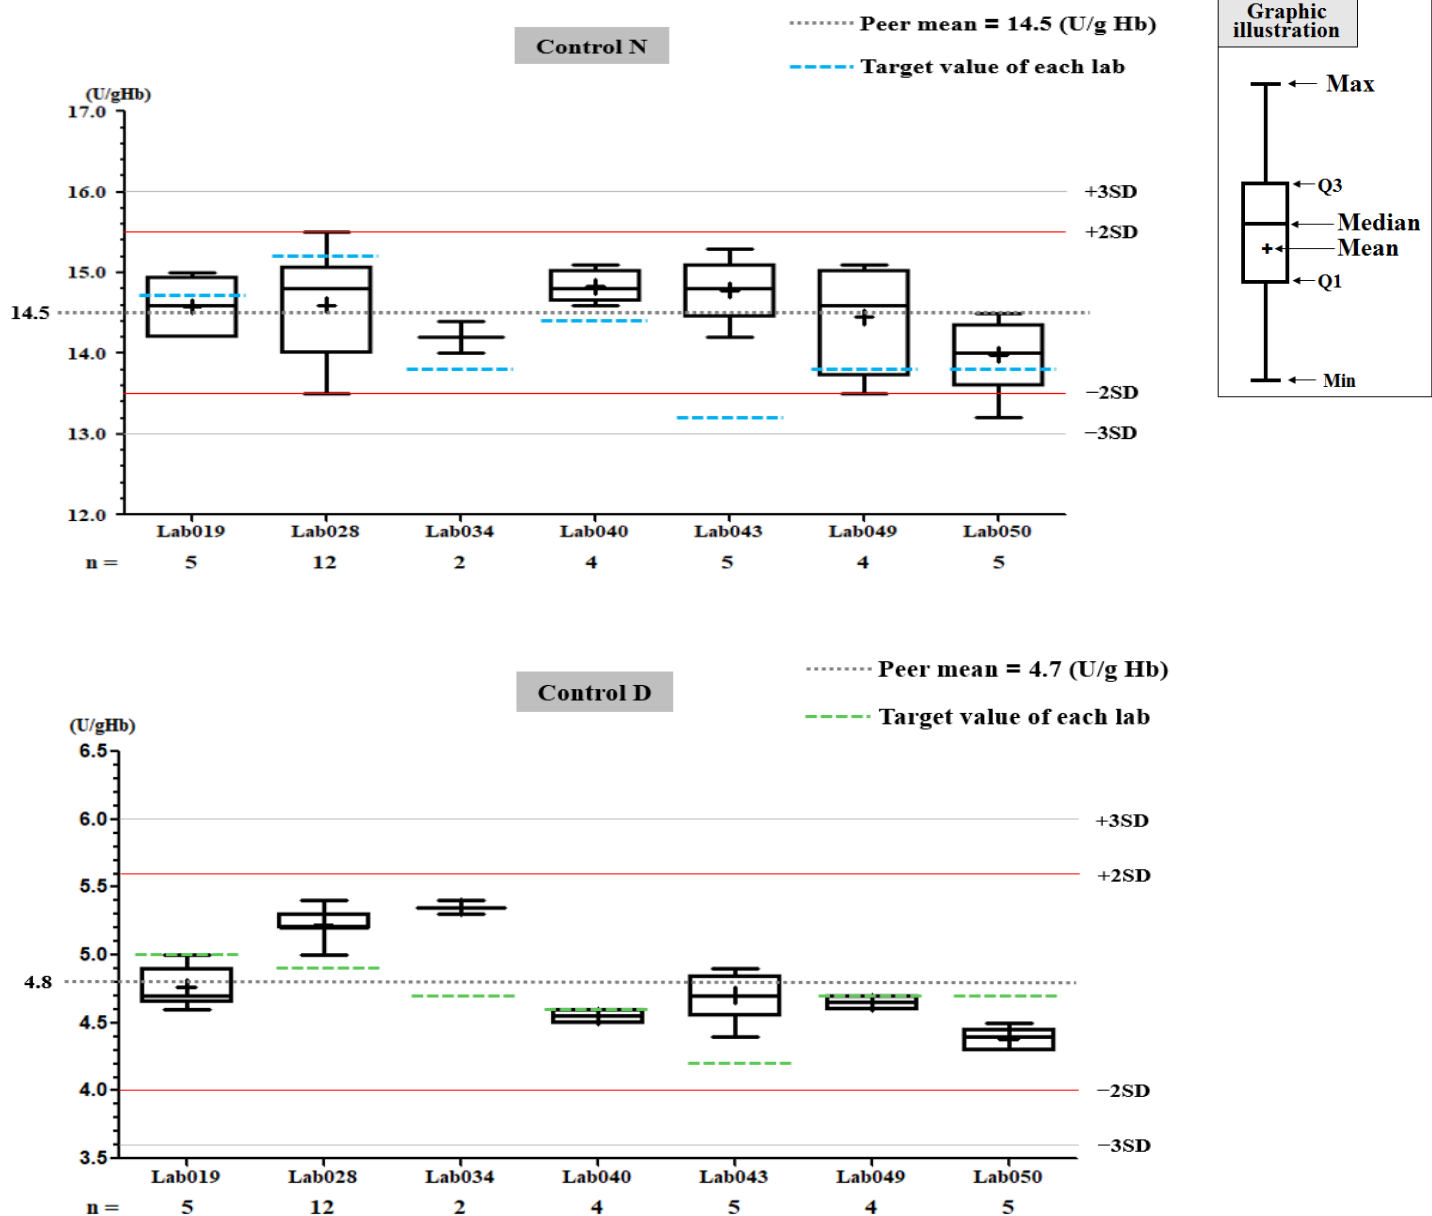 Control N
Peer mean = 14.5 (U/g Hb)
Target value of each lab
(U/gHb)
17.0
16.0
15.0
14.5
14.0
13.0
12.0
+3SD
+2SD
−2SD
−3SD
Lab019 Lab028 Lab034 Lab040 Lab043 Lab049 Lab050
n = 5 12 2 4 5 4 5
Graphic
illustration
Max
Q3
Median
Mean
Q1
Min
Control D
Peer mean = 4.7 (U/g Hb)
Target value of each lab
(U/gHb)
6.5
6.0
5.5
5.0
4.8
4.5
4.0
3.5
+3SD
+2SD
−2SD
−3SD
Lab019 Lab028 Lab034 Lab040 Lab043 Lab049 Lab050
n = 5 12 2 4 5 4 5